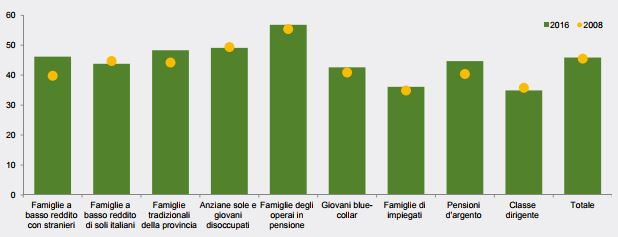 60
50
40
30
20
10
0
2016
2008
Famiglie a
basso reddito
con stranieri
Famiglie a
basso reddito
di soli italiani
Famiglie
tradizionali
della provincia
Anziane sole e
giovani
disoccupati
Famiglie degli
operai in
pensione
Giovani blue-
collar
Famiglie di
impiegati
Pensioni
d'argento
Classe
dirigente
Totale